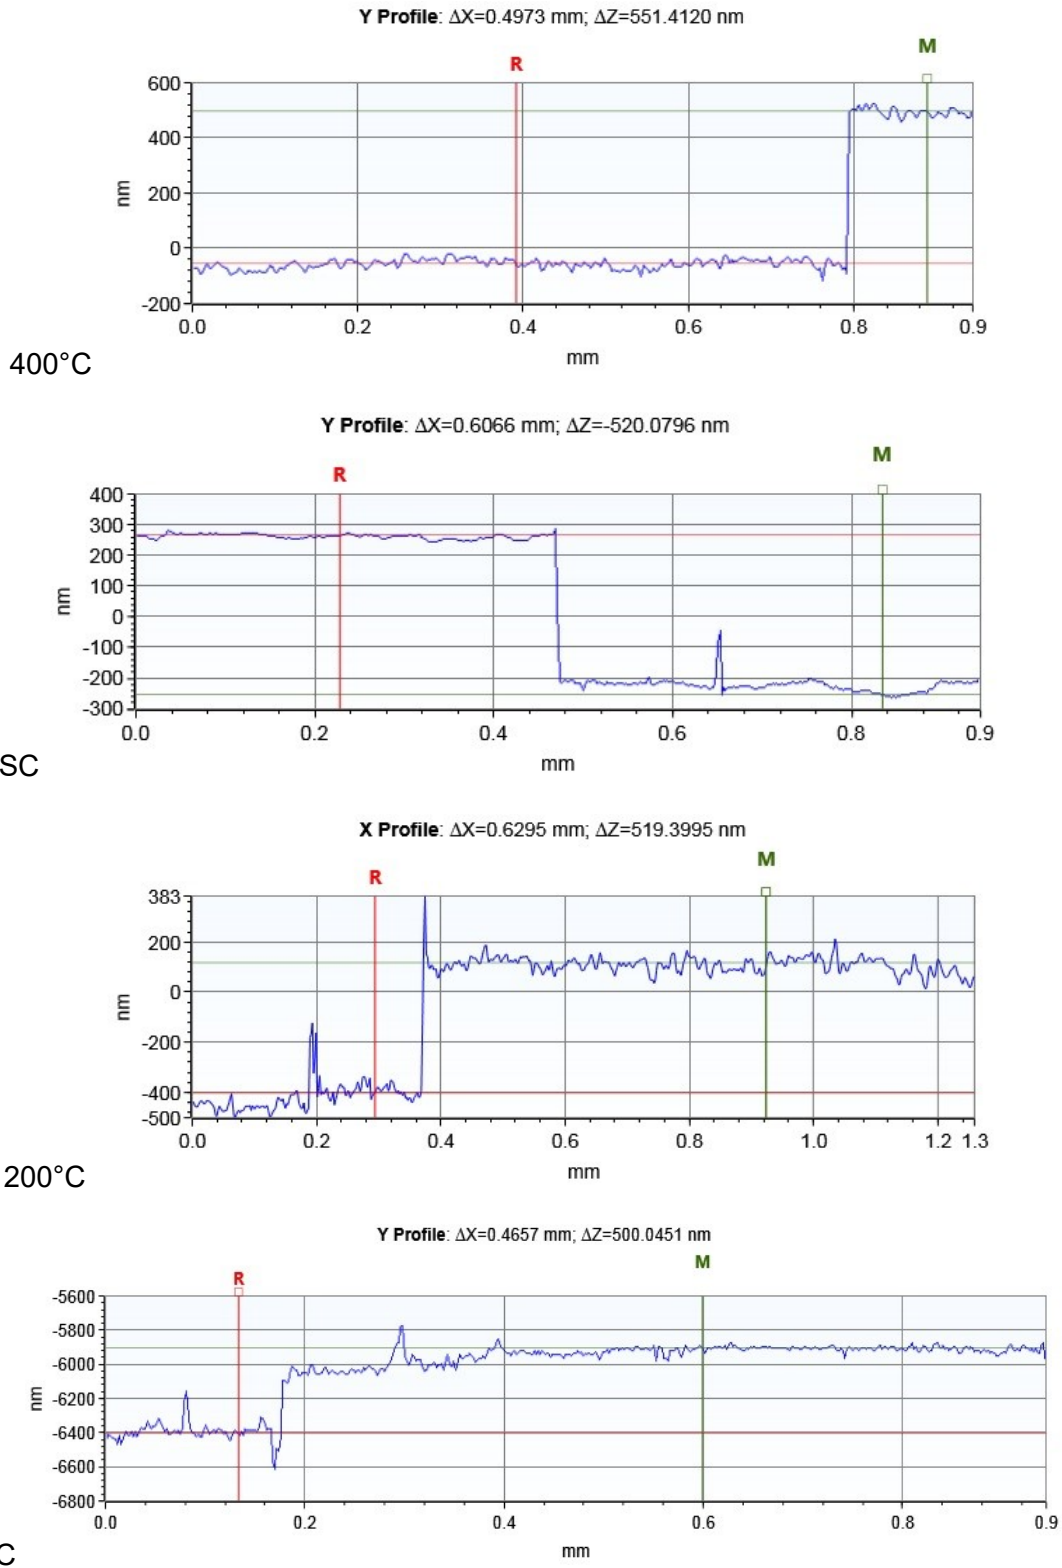 Y Profile: ΔX=0.4973 mm; ΔZ=551.4120 nm
M
R
600
400
200
0
-200
nm
0.0 0.2 0.4 0.6 0.8 0.9
mm
400°C
Y Profile: ΔX=0.6066 mm; ΔZ=-520.0796 nm
M
R
400
300
200
100
0
-100
-200
-300
nm
0.0 0.2 0.4 0.6 0.8 0.9
mm
SC
X Profile: ΔX=0.6295 mm; ΔZ=519.3995 nm
M
R
383
200
0
-200
-400
-500
nm
0.0 0.2 0.4 0.6 0.8 1.0 1.2 1.3
mm
200°C
Y Profile: ΔX=0.4657 mm; ΔZ=500.0451 nm
M
R
-5600
-5800
-6000
-6200
-6400
-6600
-6800
nm
0.0 0.2 0.4 0.6 0.8 0.9
mm
C